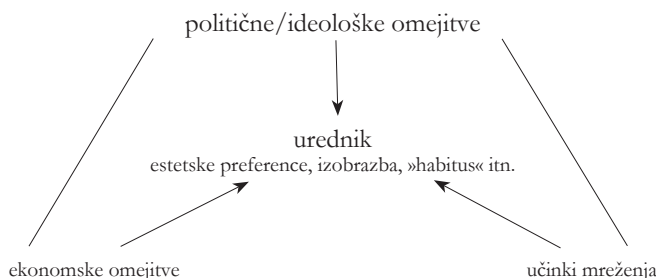 politične/ideološke omejitve
urednik
estetske preference, izobrazba, »habitus« itn.
ekonomske omejitve
učinki mreženja